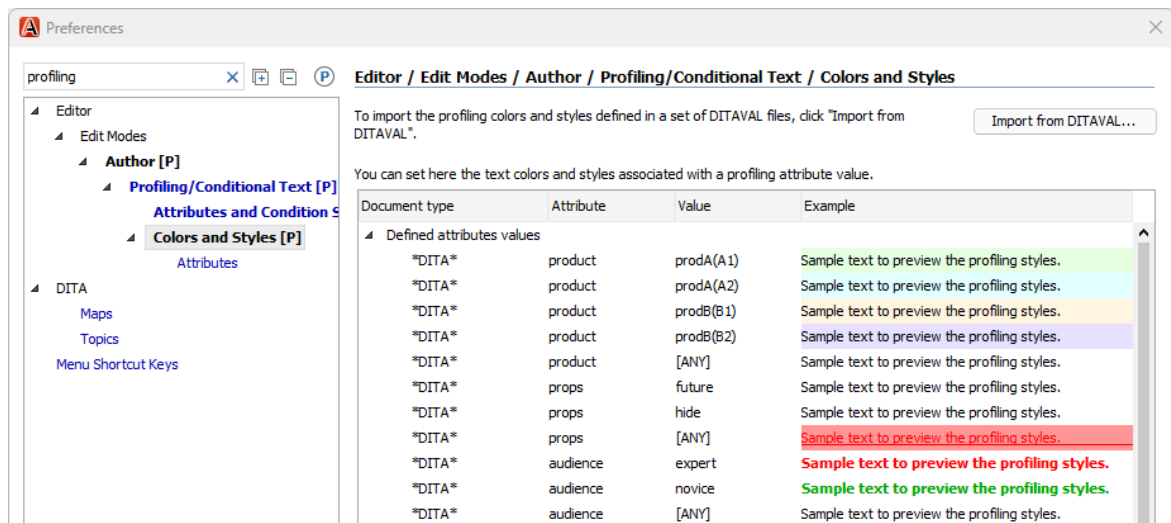 Preferences
profiling
P
Editor / Edit Modes / Author / Profiling/Conditional Text / Colors and Styles
Editor
Edit Modes
Author [P]
Profiling/Conditional Text [P]
Attributes and Condition S
Colors and Styles [P]
Attributes
DITA
Maps
Topics
Menu Shortcut Keys
To import the profiling colors and styles defined in a set of DITAVAL files, click "Import from
DITAVAL".
Import from DITAVAL...
You can set here the text colors and styles associated with a profiling attribute value.
Document type Attribute Value Example
Defined attributes values
*DITA* product prodA(A1) Sample text to preview the profiling styles.
*DITA* product prodA(A2) Sample text to preview the profiling styles.
*DITA* product prodB(B1) Sample text to preview the profiling styles.
*DITA* product prodB(B2) Sample text to preview the profiling styles.
*DITA* product [ANY] Sample text to preview the profiling styles.
*DITA* props future Sample text to preview the profiling styles.
*DITA* props hide Sample text to preview the profiling styles.
*DITA* props [ANY] Sample text to preview the profiling styles.
*DITA* audience expert Sample text to preview the profiling styles.
*DITA* audience novice Sample text to preview the profiling styles.
*DITA* audience [ANY] Sample text to preview the profiling styles.